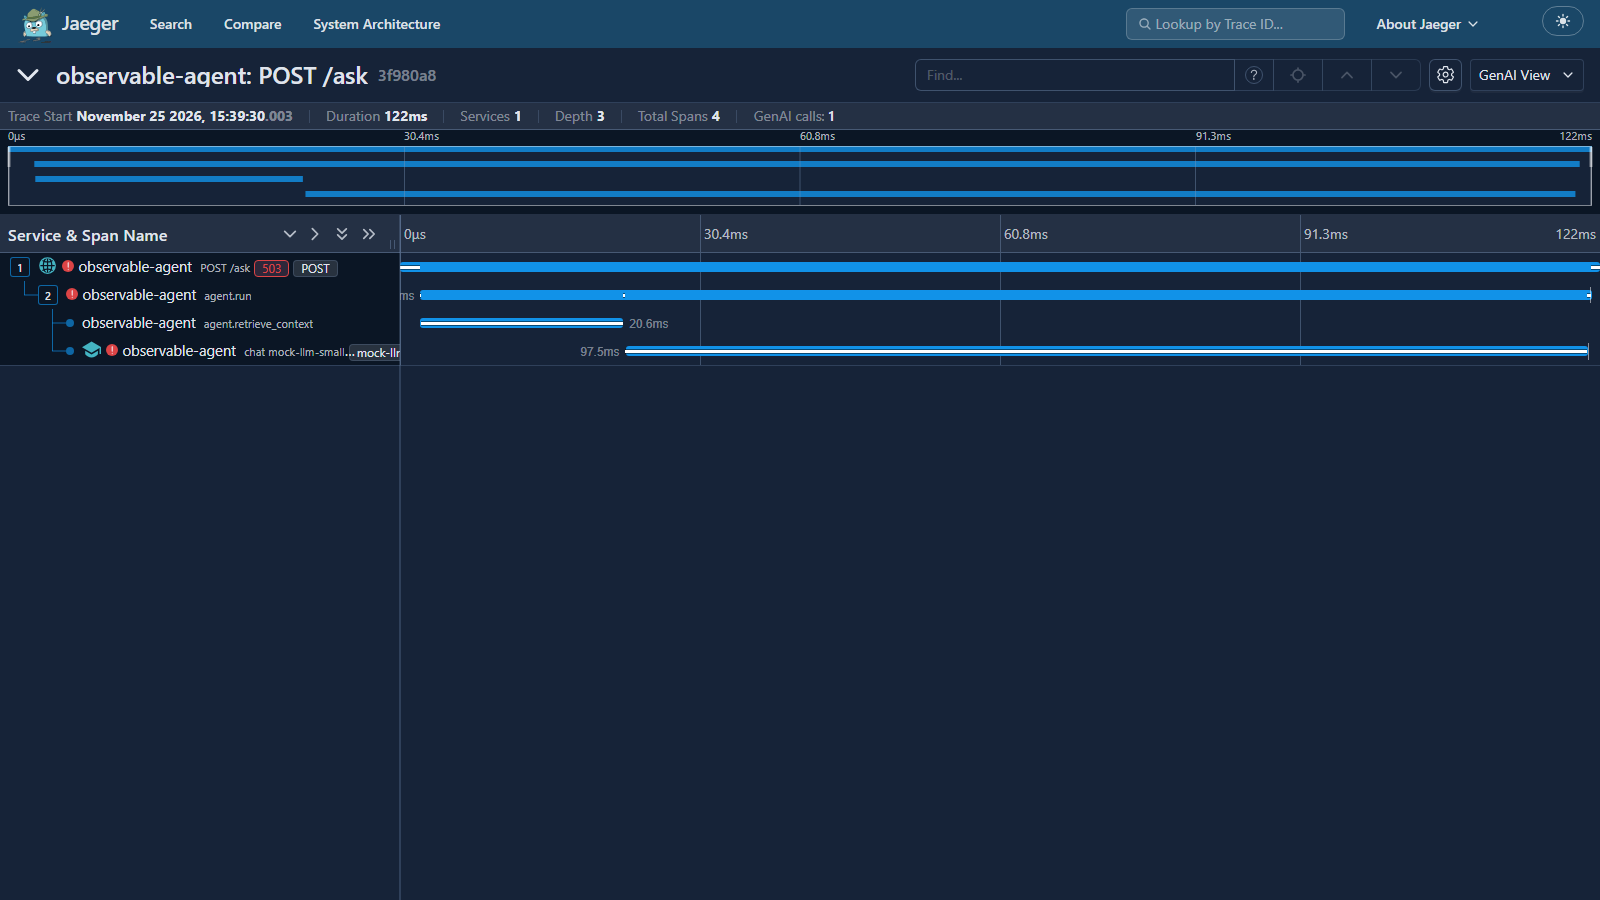 Jaeger Search Compare System Architecture Lookup by Trace ID... About Jaeger
observable-agent: POST /ask 3f980a8 Find... ? GenAI View
Trace Start November 25 2026, 15:39:30.003 Duration 122ms Services 1 Depth 3 Total Spans 4 GenAI calls: 1
0μs 30.4ms 60.8ms 91.3ms 122ms
Service & Span Name 0μs 30.4ms 60.8ms 91.3ms 122ms
1 observable-agent POST /ask 503 POST
2 observable-agent agent.run ms
observable-agent agent.retrieve_context 20.6ms
observable-agent chat mock-llm-small... mock-llm 97.5ms